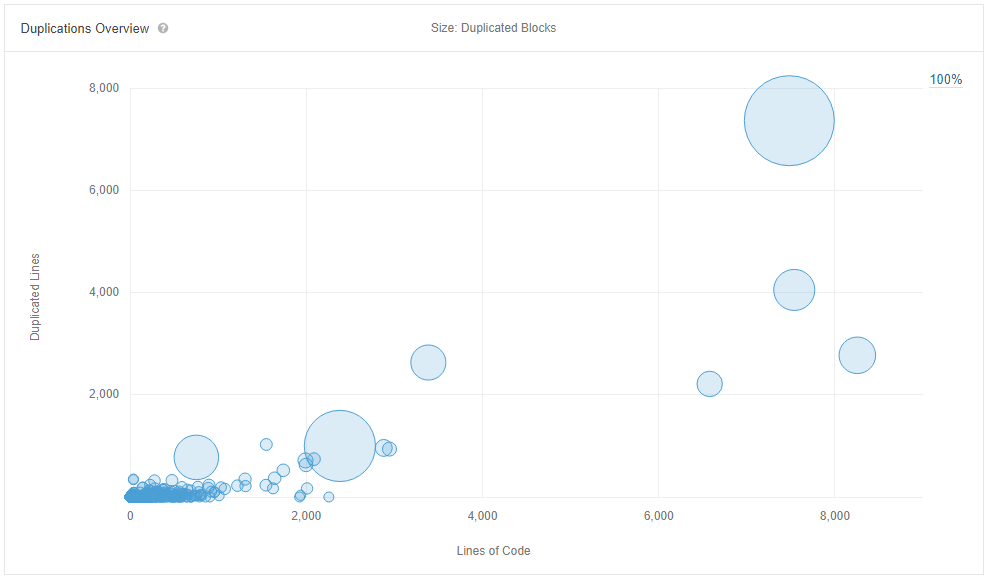 Duplications Overview ?
Size: Duplicated Blocks
100%
8,000
6,000
4,000
2,000
Duplicated Lines
0 2,000 4,000 6,000 8,000
Lines of Code